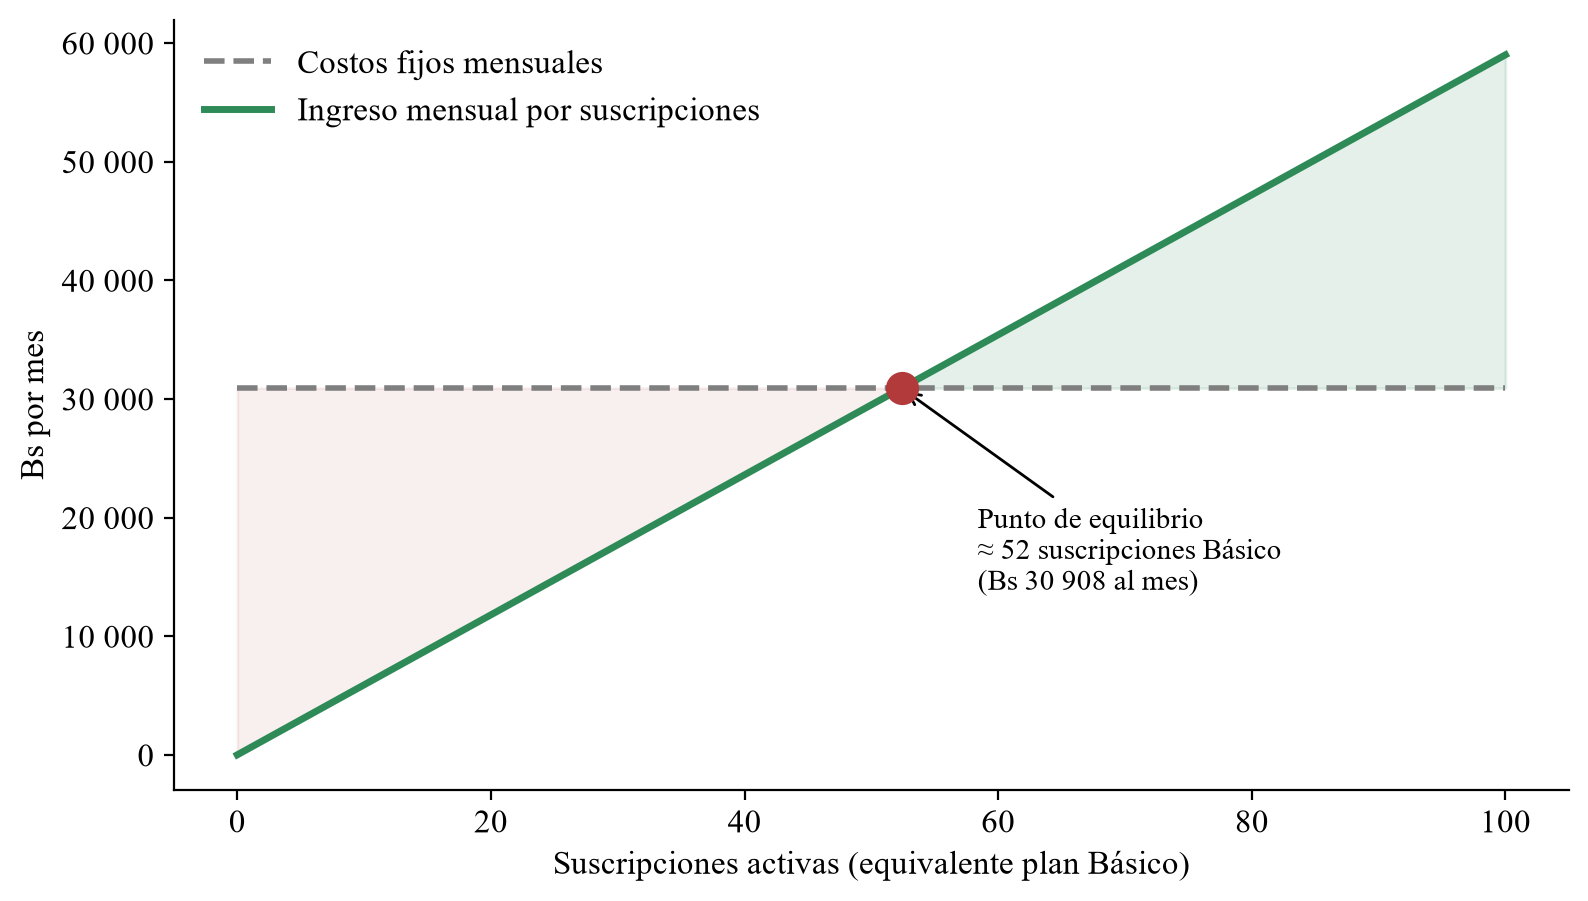 60 000
50 000
40 000
30 000
20 000
10 000
0
Bs por mes
Costos fijos mensuales
Ingreso mensual por suscripciones
Punto de equilibrio
≈ 52 suscripciones Básico
(Bs 30 908 al mes)
0 20 40 60 80 100
Suscripciones activas (equivalente plan Básico)